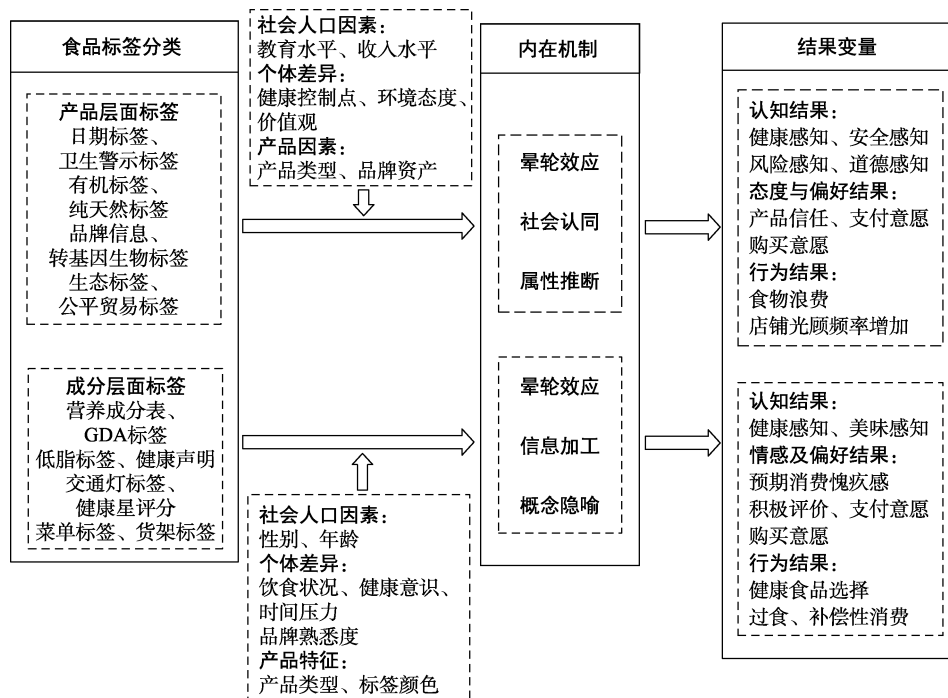 食品标签分类
产品层面标签
日期标签、
卫生警示标签
有机标签、
纯天然标签
品牌信息、
转基因生物标签
生态标签、
公平贸易标签
成分层面标签
营养成分表、
GDA标签
低脂标签、健康声明
交通灯标签、
健康星评分
菜单标签、货架标签
社会人口因素：
教育水平、收入水平
个体差异：
健康控制点、环境态度、
价值观
产品因素：
产品类型、品牌资产
社会人口因素：
性别、年龄
个体差异：
饮食状况、健康意识、
时间压力
品牌熟悉度
产品特征：
产品类型、标签颜色
内在机制
晕轮效应
社会认同
属性推断
晕轮效应
信息加工
概念隐喻
结果变量
认知结果：
健康感知、安全感知
风险感知、道德感知
态度与偏好结果：
产品信任、支付意愿
购买意愿
行为结果：
食物浪费
店铺光顾频率增加
认知结果：
健康感知、美味感知
情感及偏好结果：
预期消费愧疚感
积极评价、支付意愿
购买意愿
行为结果：
健康食品选择
过食、补偿性消费